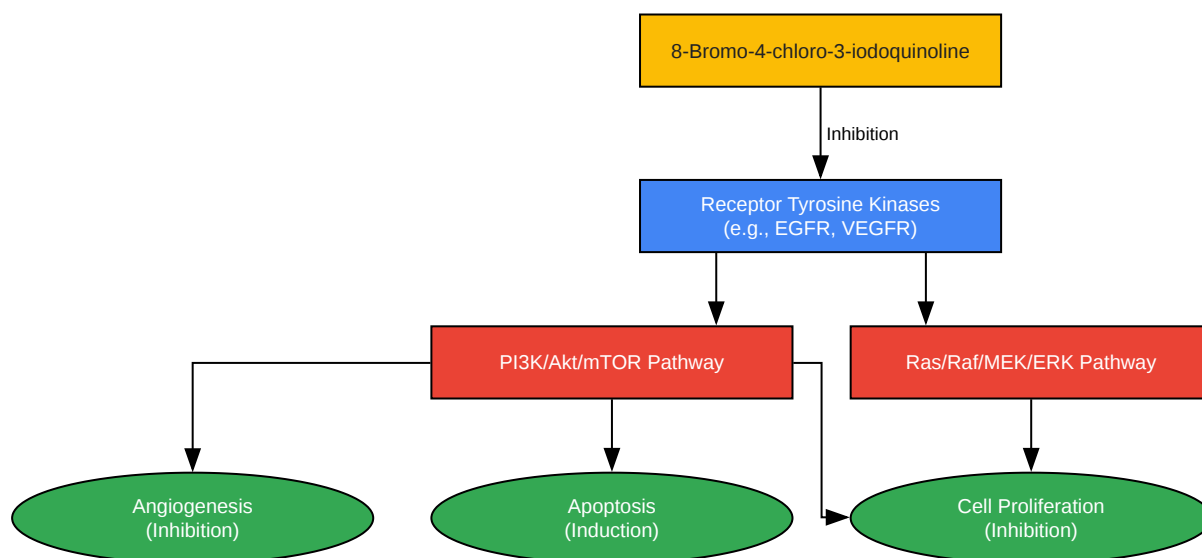 8-Bromo-4-chloro-3-iodoquinoline
Inhibition
Receptor Tyrosine Kinases
(e.g., EGFR, VEGFR)
PI3K/Akt/mTOR Pathway
Ras/Raf/MEK/ERK Pathway
Angiogenesis
(Inhibition)
Apoptosis
(Induction)
Cell Proliferation
(Inhibition)